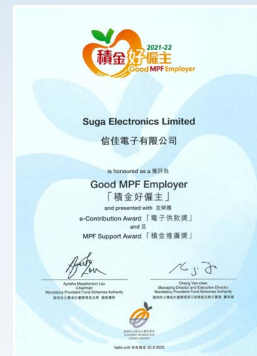 2021-22
積金好僱主
Good MPF Employer
Suga Electronics Limited
信佳電子有限公司
is honoured as a 獲評為
Good MPF Employer
「積金好僱主」
and presented with 並榮獲
e-Contribution Award「電子供款獎」
and 及
MPF Support Award「積金推廣獎」
Ayesha Macpherson Lau
Chairman
Mandatory Provident Fund Schemes Authority
Cheng Yan-chee
Managing Director and Executive Director
Mandatory Provident Fund Schemes Authority